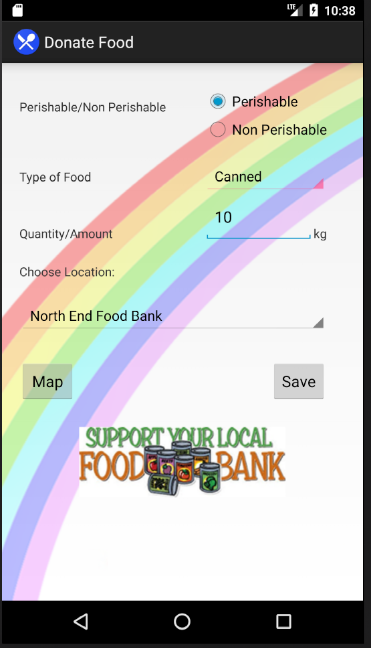 LTE 10:38
Donate Food
Perishable/Non Perishable
Perishable
Non Perishable
Type of Food Canned
Quantity/Amount 10 kg
Choose Location:
North End Food Bank
Map Save
SUPPORT YOUR LOCAL
FOOD BANK